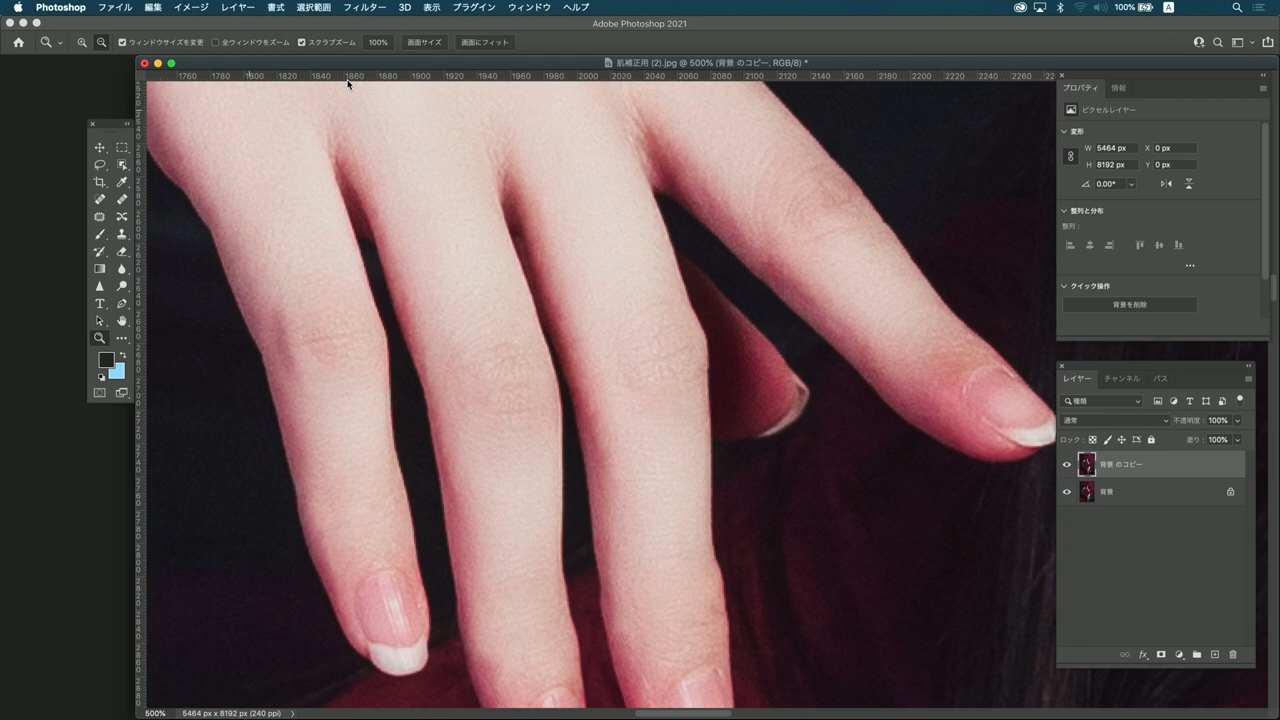 Photoshop ファイル 編集 イメージ レイヤー 書式 選択範囲 フィルター 3D 表示 プラグイン ウィンドウ ヘルプ 100% A
Adobe Photoshop 2021
ウィンドウサイズを変更 全ウィンドウをズーム スクラブズーム 100% 画面サイズ 画面にフィット
肌補正用 (2).jpg @ 500% (背景 のコピー, RGB/8) *
1760 1780 1800 1820 1840 1860 1880 1900 1920 1940 1960 1980 2000 2020 2040 2060 2080 2100 2120 2140 2160 2180 2200 2220 2240 2260
プロパティ 情報
ピクセルレイヤー
変形
W 5464 px X 0 px
H 8192 px Y 0 px
0.00°
整列と分布
整列 :
クイック操作
背景を削除
レイヤー チャンネル パス
種類
通常 不透明度 : 100%
ロック : 塗り : 100%
背景 のコピー
背景
fx
500% 5464 px x 8192 px (240 ppi)